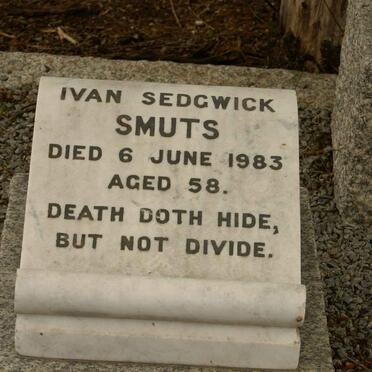 IVAN SEDGWICK
SMUTS
DIED 6 JUNE 1983
AGED 58.
DEATH DOTH HIDE,
BUT NOT DIVIDE.